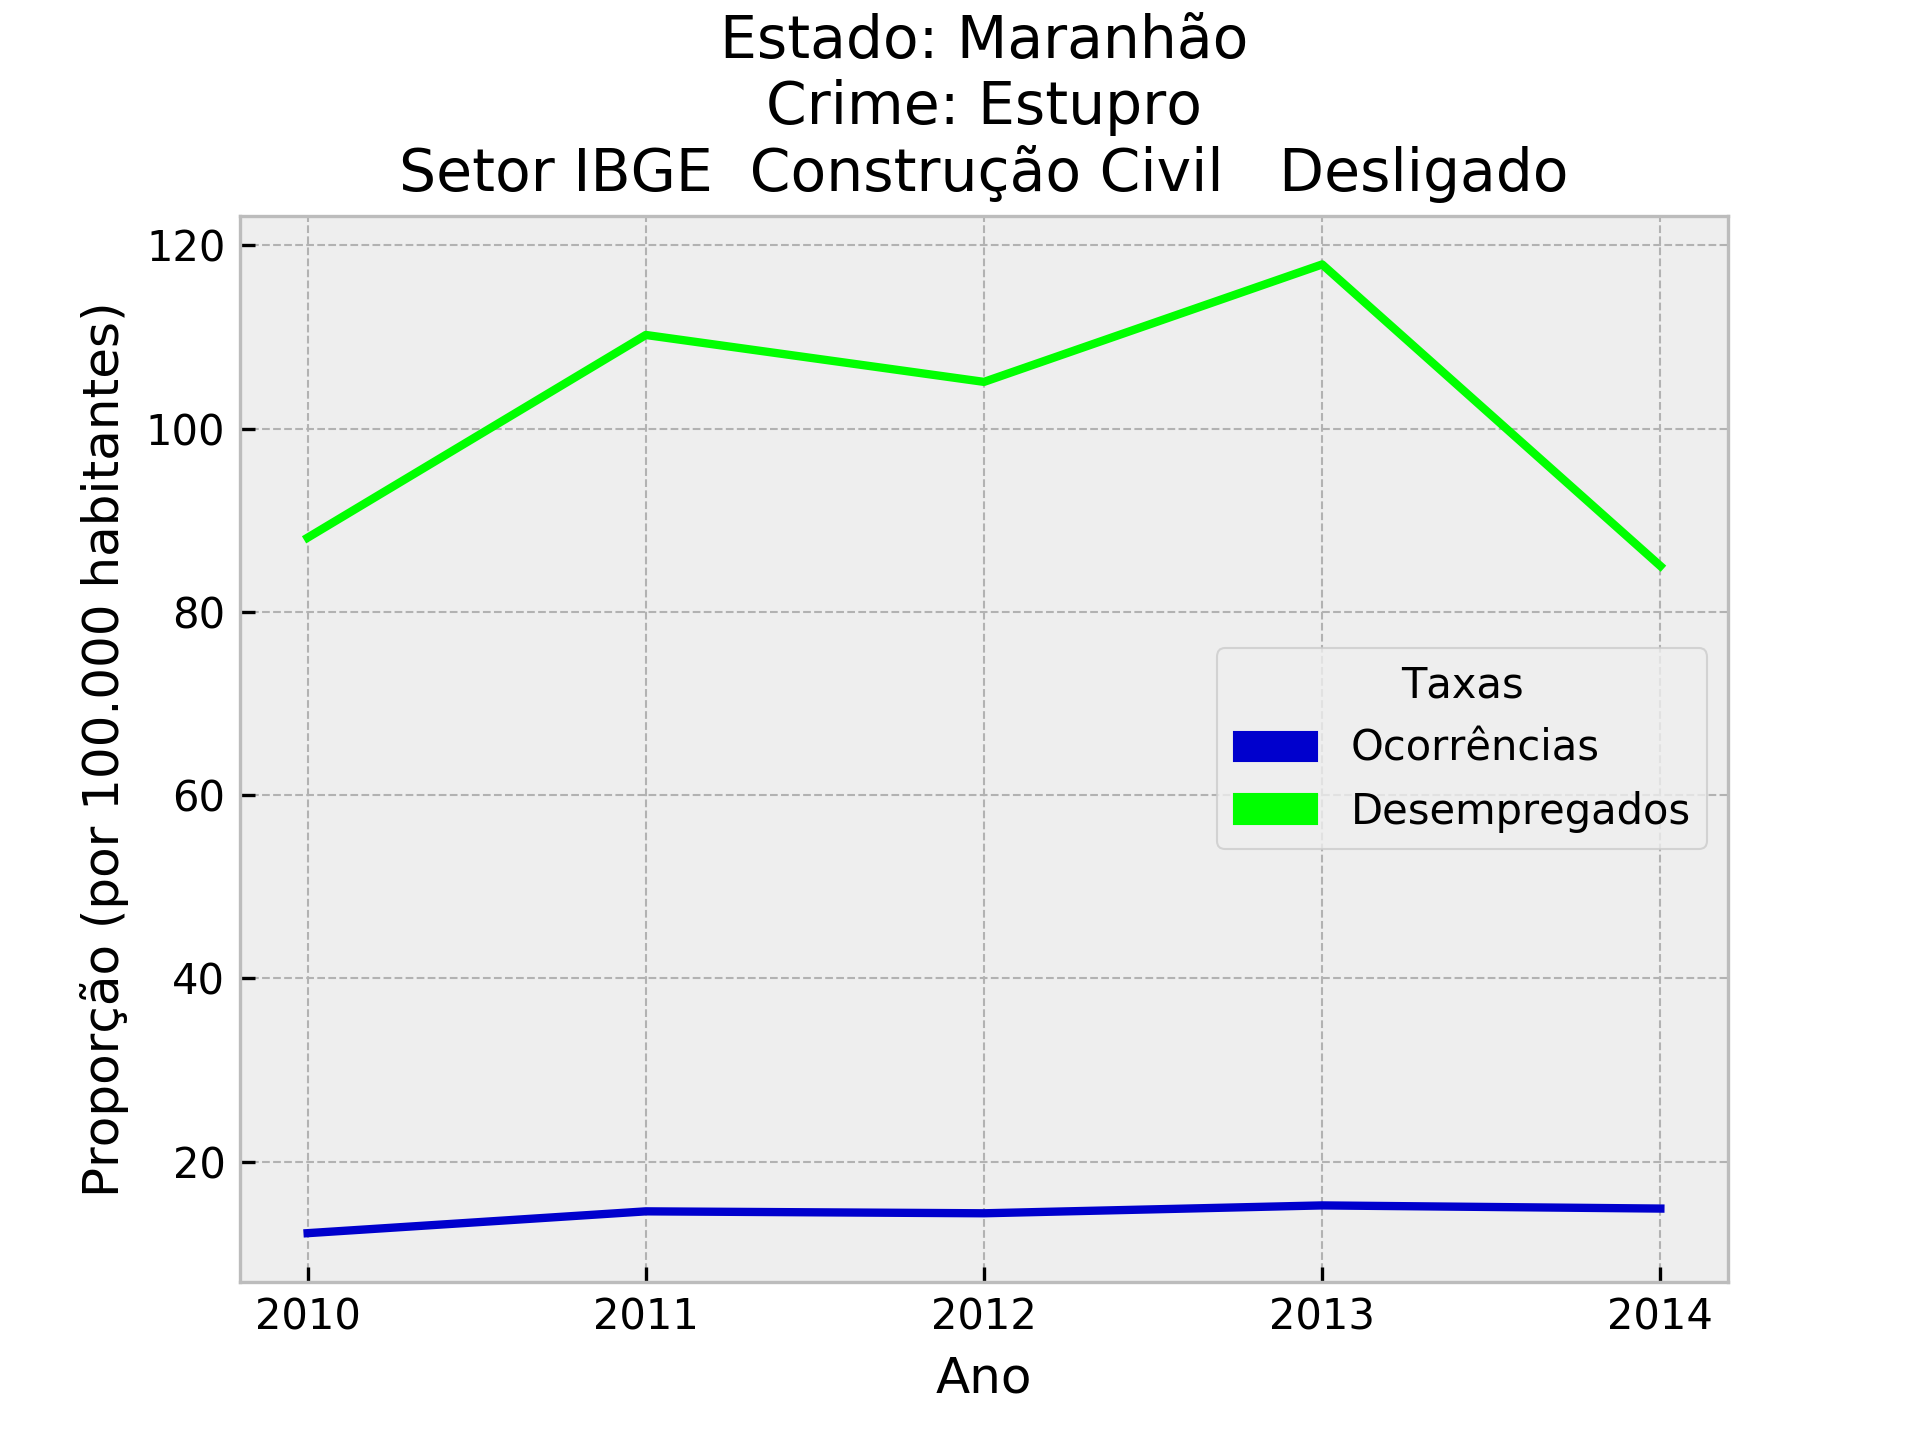 Estado: Maranhão
Crime: Estupro
Setor IBGE  Construção Civil   Desligado
Proporção (por 100.000 habitantes)
120
100
80
60
40
20
Taxas
Ocorrências
Desempregados
2010 2011 2012 2013 2014
Ano